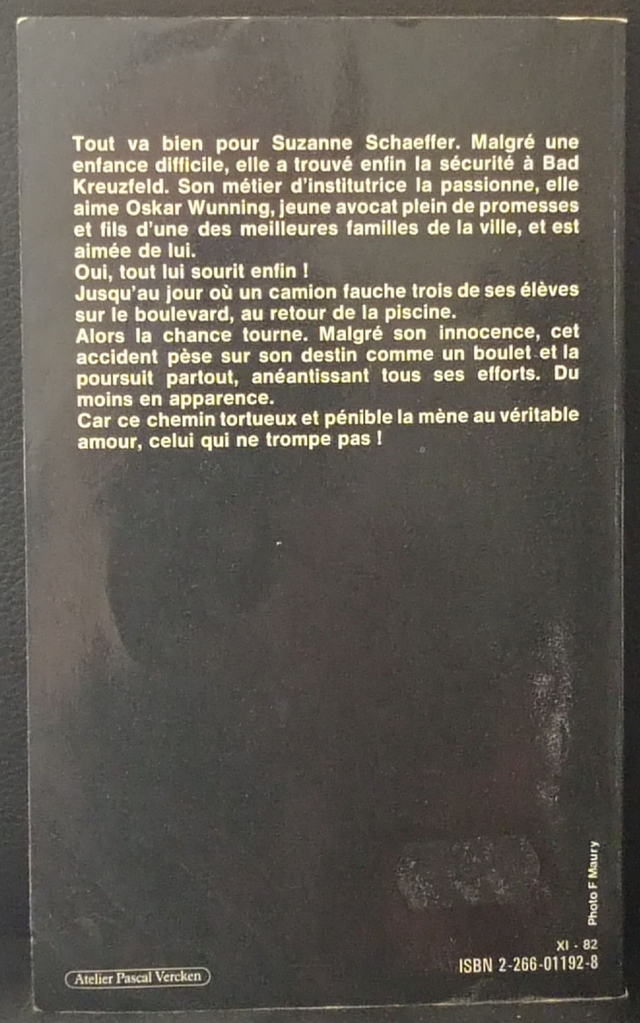 Tout va bien pour Suzanne Schaeffer. Malgré une
enfance difficile, elle a trouvé enfin la sécurité à Bad
Kreuzfeld. Son métier d'institutrice la passionne, elle
aime Oskar Wunning, jeune avocat plein de promesses
et fils d'une des meilleures familles de la ville, et est
aimée de lui.
Oui, tout lui sourit enfin !
Jusqu'au jour où un camion fauche trois de ses élèves
sur le boulevard, au retour de la piscine.
Alors la chance tourne. Malgré son innocence, cet
accident pèse sur son destin comme un boulet et la
poursuit partout, anéantissant tous ses efforts. Du
moins en apparence.
Car ce chemin tortueux et pénible la mène au véritable
amour, celui qui ne trompe pas !
Photo F Maury
XI - 82
ISBN 2-266-01192-8
Atelier Pascal Vercken